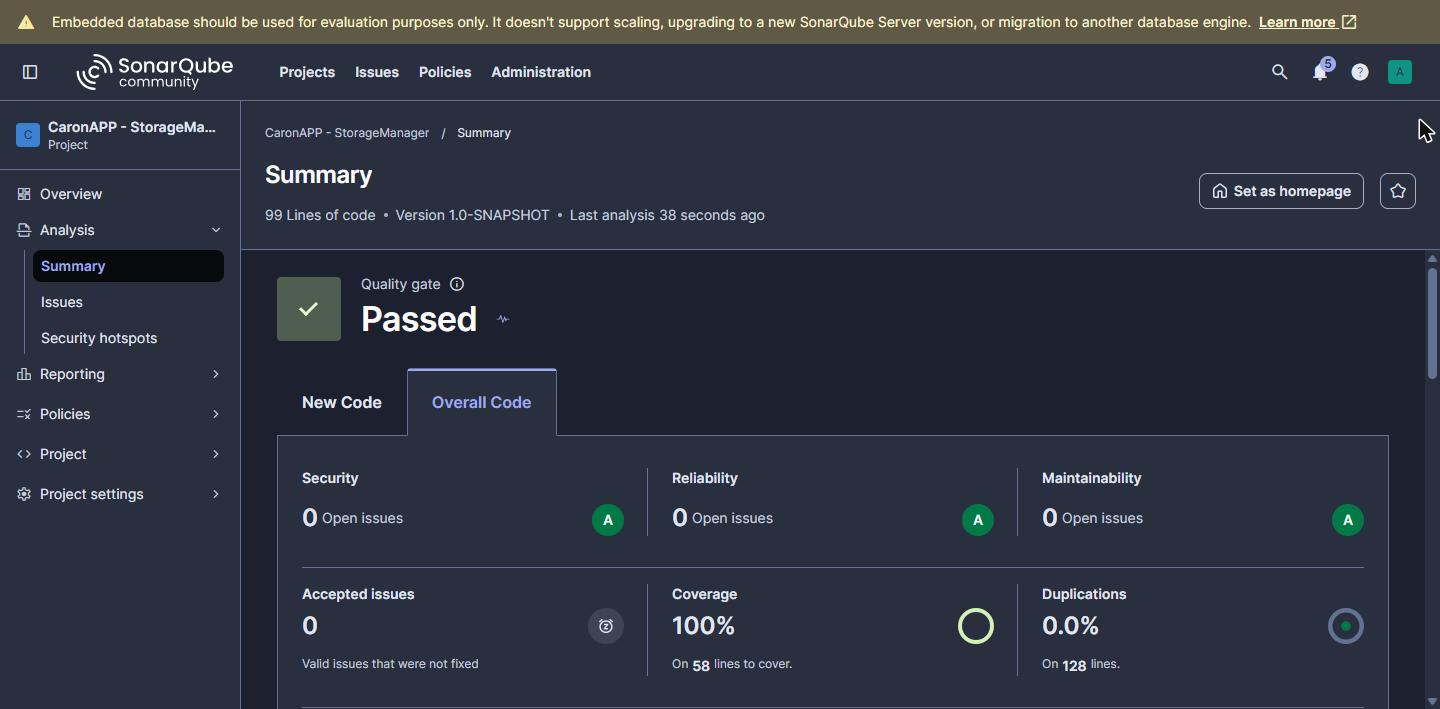 Embedded database should be used for evaluation purposes only. It doesn't support scaling, upgrading to a new SonarQube Server version, or migration to another database engine. Learn more
SonarQube
community
Projects Issues Policies Administration
5
?
A
C
CaronAPP - StorageMa...
Project
Overview
Analysis
Summary
Issues
Security hotspots
Reporting
Policies
Project
Project settings
CaronAPP - StorageManager / Summary
Summary
99 Lines of code • Version 1.0-SNAPSHOT • Last analysis 38 seconds ago
Set as homepage
Quality gate
Passed
New Code Overall Code
Security
0 Open issues A
Reliability
0 Open issues A
Maintainability
0 Open issues A
Accepted issues
0
Valid issues that were not fixed
Coverage
100%
On 58 lines to cover.
Duplications
0.0%
On 128 lines.